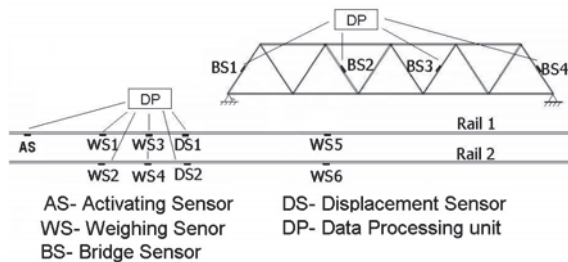 DP
BS1 BS2 BS3 BS4
DP
Rail 1
AS WS1 WS3 DS1 WS5
Rail 2
WS2 WS4 DS2 WS6
AS- Activating Sensor DS- Displacement Sensor
WS- Weighing Senor DP- Data Processing unit
BS- Bridge Sensor